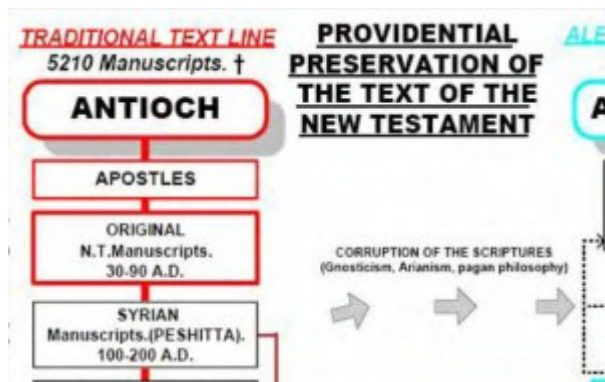 TRADITIONAL TEXT LINE
5210 Manuscripts. †
ANTIOCH
APOSTLES
ORIGINAL
N.T.Manuscripts.
30-90 A.D.
SYRIAN
Manuscripts.(PESHITTA).
100-200 A.D.
PROVIDENTIAL
PRESERVATION OF
THE TEXT OF THE
NEW TESTAMENT
CORRUPTION OF THE SCRIPTURES
(Gnosticism, Arianism, pagan philosophy)
ALE
A